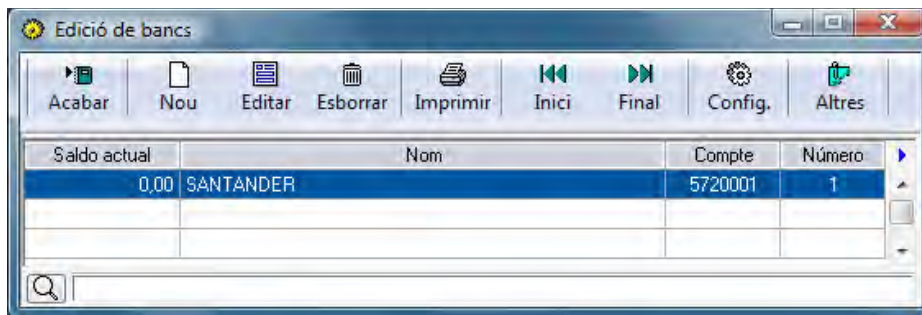 Edició de bancs
Acabar Nou Editar Esborrar Imprimir Inici Final Config. Altres
Saldo actual Nom Compte Número
0,00 SANTANDER 5720001 1